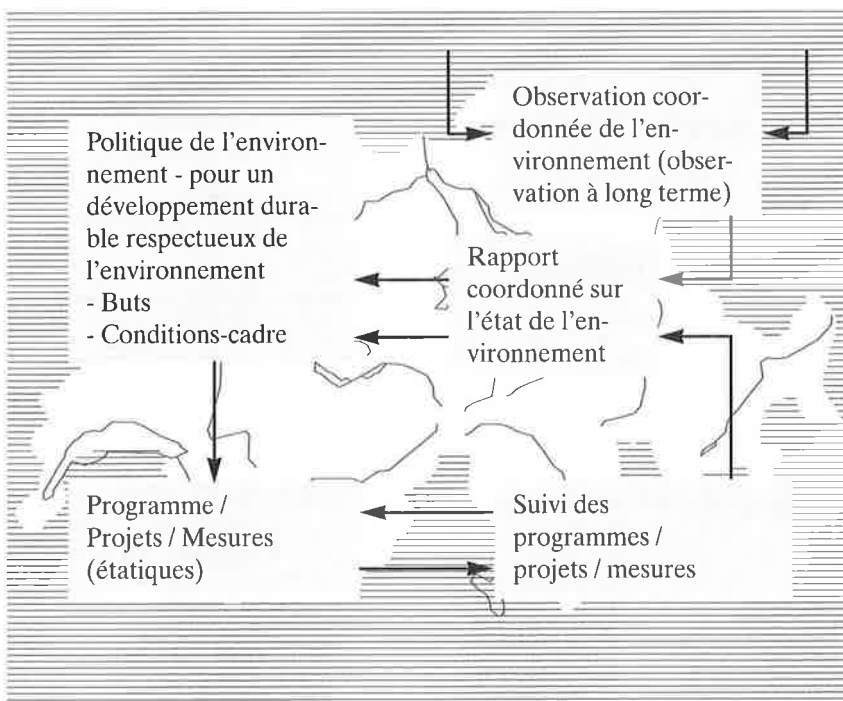 Politique de l'environ-
nement - pour un
développement dura-
ble respectueux de
l'environnement
- Buts
- Conditions-cadre
Observation coor-
donnée de l'en-
vironnement (obser-
vation à long terme)
Rapport
coordonné sur
l'état de l'en-
vironnement
Programme /
Projets / Mesures
(étatiques)
Suivi des
programmes /
projets / mesures